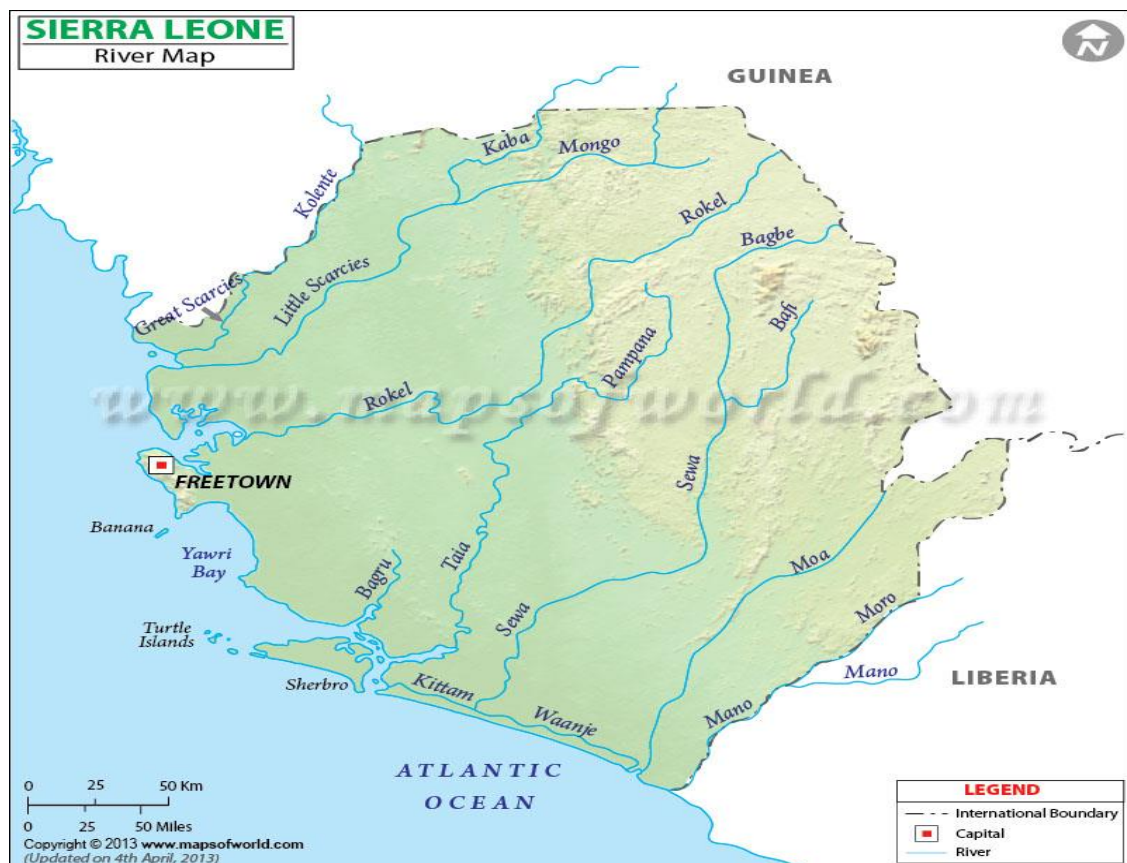 SIERRA LEONE
River Map
N
GUINEA
Kaba
Mongo
Kolente
Rokel
Bagbe
Great Scarcies
Little Scarcies
Bafi
Pampana
Rokel
www.mapsofworld.com
FREETOWN
Sewa
Banana
Yawri
Bay
Taia
Moa
Bagru
Moro
Sewa
Turtle
Islands
Mano
LIBERIA
Sherbro
Kittam
Waanje
Mano
ATLANTIC
OCEAN
0 25 50 Km
0 25 50 Miles
Copyright © 2013 www.mapsofworld.com
(Updated on 4th April, 2013)
LEGEND
International Boundary
Capital
River